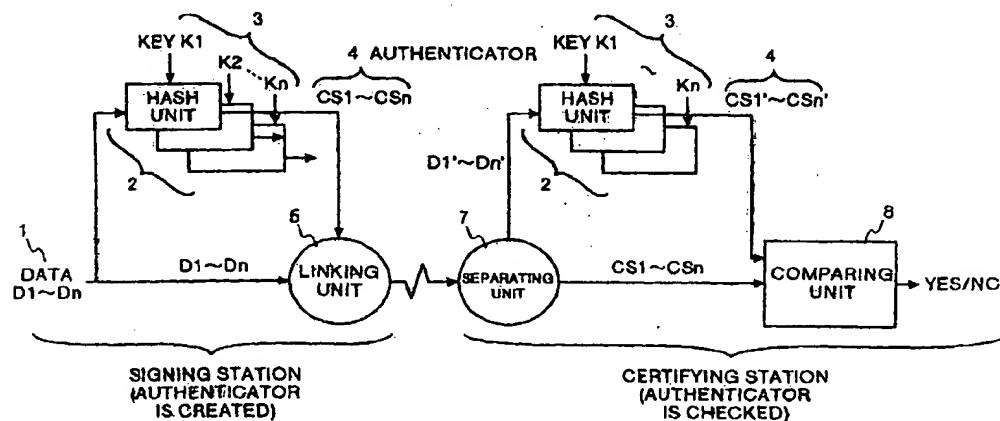 3
KEY K1
K2
Kn
HASH
UNIT
4 AUTHENTICATOR
CS1~CSn
2
1
DATA
D1~Dn
D1~Dn
5
LINKING
UNIT
SIGNING STATION
(AUTHENTICATOR
IS CREATED)
3
KEY K1
~
Kn
HASH
UNIT
4
CS1'~CSn'
D1'~Dn'
2
7
SEPARATING
UNIT
CS1~CSn
8
COMPARING
UNIT
YES/NC
CERTIFYING STATION
(AUTHENTICATOR
IS CHECKED)